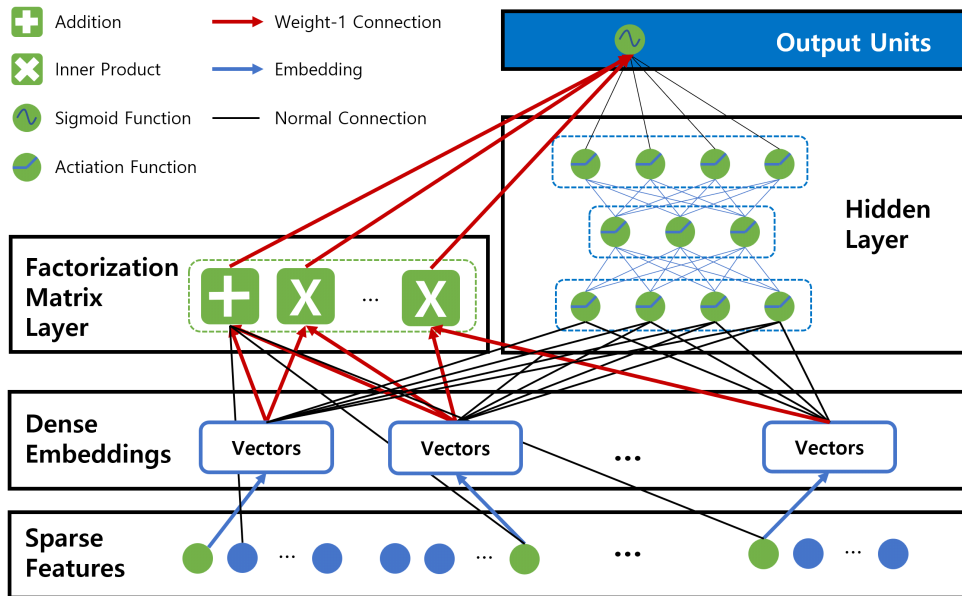 Addition
Weight-1 Connection
Inner Product
Embedding
Sigmoid Function
Normal Connection
Actiation Function
Output Units
Hidden
Layer
Factorization
Matrix
Layer
X
X
...
Dense
Embeddings
Vectors
Vectors
...
Vectors
Sparse
Features
...
...
...
...